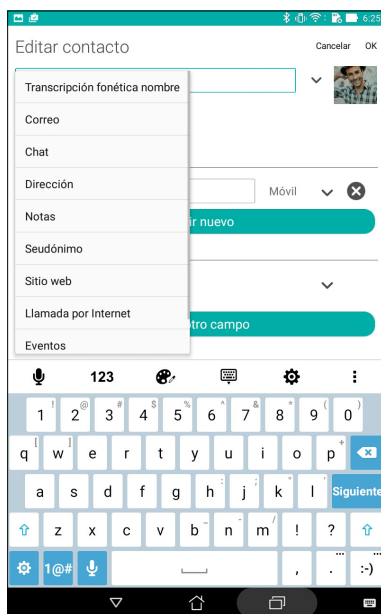 6:25
Editar contacto
Cancelar OK
Transcripción fonética nombre
Correo
Chat
Dirección
Notas
Seudónimo
Sitio web
Llamada por Internet
Eventos
Móvil
ir nuevo
tro campo
123
! @ # $ % ^ & * ( )
1 2 3 4 5 6 7 8 9 0
[ ] < > +
q w e r t y u i o p
: ; " '
a s d f g h j k l Siguiente
_ ~ /
z x c v b n m ! ?
... ...
1@# , . :-)